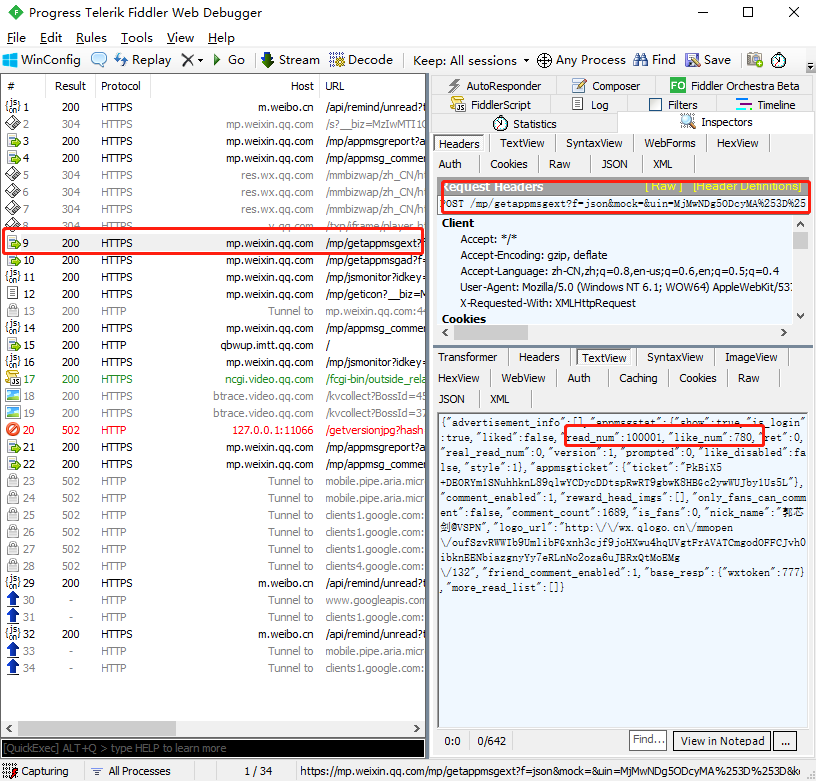 Progress Telerik Fiddler Web Debugger
File Edit Rules Tools View Help
WinConfig Replay Go Stream Decode Keep: All sessions Any Process Find Save
# Result Protocol Host URL
1 200 HTTPS m.weibo.cn /api/remind/unread?t
2 304 HTTPS mp.weixin.qq.com /s?__biz=MzIwMTI1O
3 200 HTTPS mp.weixin.qq.com /mp/appmsgreport?a
4 200 HTTPS mp.weixin.qq.com /mp/appmsg_comme
5 304 HTTPS res.wx.qq.com /mmbizwap/zh_CN/ht
6 304 HTTPS res.wx.qq.com /mmbizwap/zh_CN/ht
7 304 HTTPS res.wx.qq.com /mmbizwap/zh_CN/ht
8 304 HTTPS v.qq.com /txp/iframe/player.h
9 200 HTTPS mp.weixin.qq.com /mp/getappmsgext?f
10 200 HTTPS mp.weixin.qq.com /mp/getappmsgad?f=
11 200 HTTPS mp.weixin.qq.com /mp/jsmonitor?idkey=
12 200 HTTPS mp.weixin.qq.com /mp/geticon?__biz=M
13 200 HTTP Tunnel to mp.weixin.qq.com:44
14 200 HTTPS mp.weixin.qq.com /mp/appmsg_comme
15 200 HTTP qbwup.imtt.qq.com /
16 200 HTTPS mp.weixin.qq.com /mp/jsmonitor?idkey=
17 200 HTTP ncgi.video.qq.com /fcgi-bin/outside_rela
18 200 HTTP btrace.video.qq.com /kvcollect?BossId=45
19 200 HTTP btrace.video.qq.com /kvcollect?BossId=37
20 502 HTTP 127.0.0.1:11066 /getversionjpg?hash
21 200 HTTPS mp.weixin.qq.com /mp/appmsgreport?a
22 200 HTTPS mp.weixin.qq.com /mp/appmsg_comme
23 502 HTTP Tunnel to mobile.pipe.aria.micr
24 502 HTTP Tunnel to mobile.pipe.aria.micr
25 502 HTTP Tunnel to clients1.google.com:
26 502 HTTP Tunnel to clients1.google.com:
27 502 HTTP Tunnel to clients1.google.com:
28 502 HTTP Tunnel to clients4.google.com:
29 200 HTTPS m.weibo.cn /api/remind/unread?t
30 - HTTP Tunnel to www.googleapis.com
31 - HTTP Tunnel to clients1.google.com:
32 200 HTTPS m.weibo.cn /api/remind/unread?t
33 - HTTP Tunnel to mobile.pipe.aria.micr
34 - HTTP Tunnel to clients1.google.com:
[QuickExec] ALT+Q > type HELP to learn more
AutoResponder Composer FO Fiddler Orchestra Beta
FiddlerScript Log Filters Timeline
Statistics Inspectors
Headers TextView SyntaxView WebForms HexView
Auth Cookies Raw JSON XML
Request Headers [ Raw ] [Header Definitions]
POST /mp/getappmsgext?f=json&mock=&uin=MjMwNDg5ODcyMA%253D%25
Client
Accept: */*
Accept-Encoding: gzip, deflate
Accept-Language: zh-CN,zh;q=0.8,en-us;q=0.6,en;q=0.5;q=0.4
User-Agent: Mozilla/5.0 (Windows NT 6.1; WOW64) AppleWebKit/537
X-Requested-With: XMLHttpRequest
Cookies
Transformer Headers TextView SyntaxView ImageView
HexView WebView Auth Caching Cookies Raw
JSON XML
{"advertisement_info":[],"appmsgstat":{"show":true,"is_login"
:true,"liked":false,"read_num":100001,"like_num":780,"ret":0,
"real_read_num":0,"version":1,"prompted":0,"like_disabled":fa
lse,"style":1},"appmsgticket":{"ticket":"PkBiX5
+DE0RYm1SNuhhknL89qlwYCDycDDtspRwRT9gbwK8HBGc2ywWUJby1Us5L"},
"comment_enabled":1,"reward_head_imgs":[],"only_fans_can_com
ment":false,"comment_count":1689,"is_fans":0,"nick_name":"郭芯
剑@VSPN","logo_url":"http:\/\/wx.qlogo.cn\/mmopen
\/ouf8zvRWWIb9UmlibFGxnh3cjf9joHXwu4hqUVgtFrAVATCmgod0FFCJvh0
ibknEENbiazgnyYy7eRLnNo2oza6uJBRxQtMoEMg
\/132","friend_comment_enabled":1,"base_resp":{"wxtoken":777}
,"more_read_list":[]}
0:0 0/642 Find... View in Notepad ...
Capturing All Processes 1 / 34 https://mp.weixin.qq.com/mp/getappmsgext?f=json&mock=&uin=MjMwNDg5ODcyMA%253D%253D&k